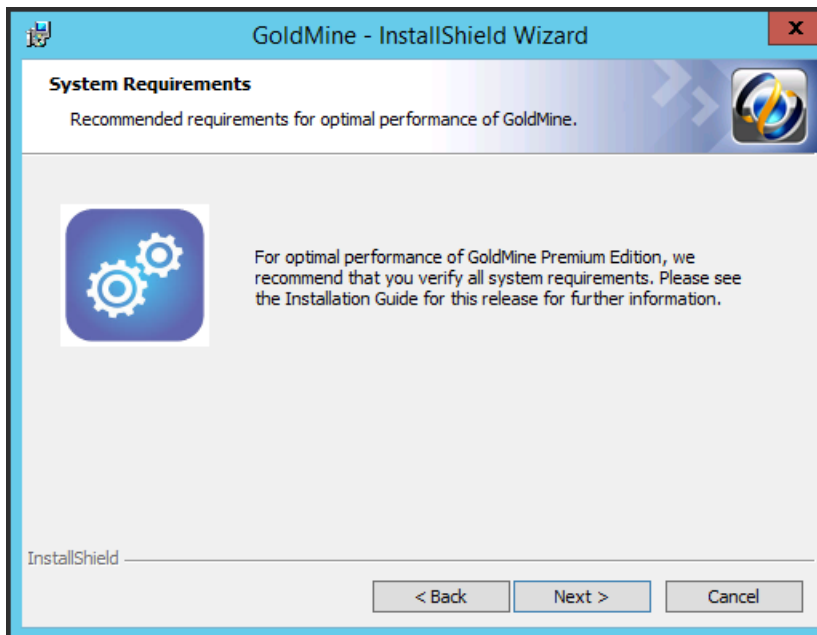 GoldMine - InstallShield Wizard
x
System Requirements
Recommended requirements for optimal performance of GoldMine.
For optimal performance of GoldMine Premium Edition, we
recommend that you verify all system requirements. Please see
the Installation Guide for this release for further information.
InstallShield
< Back Next > Cancel